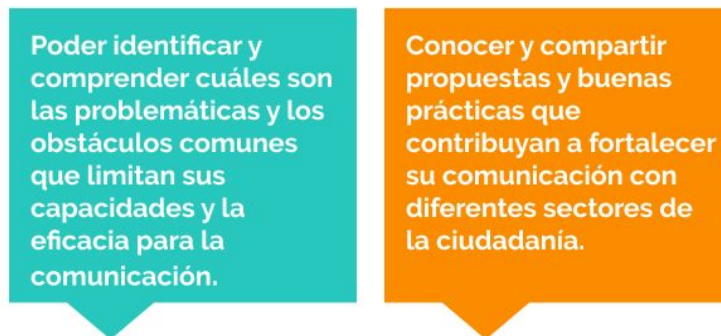 Poder identificar y
comprender cuáles son
las problemáticas y los
obstáculos comunes
que limitan sus
capacidades y la
eficacia para la
comunicación.
Conocer y compartir
propuestas y buenas
prácticas que
contribuyan a fortalecer
su comunicación con
diferentes sectores de
la ciudadanía.